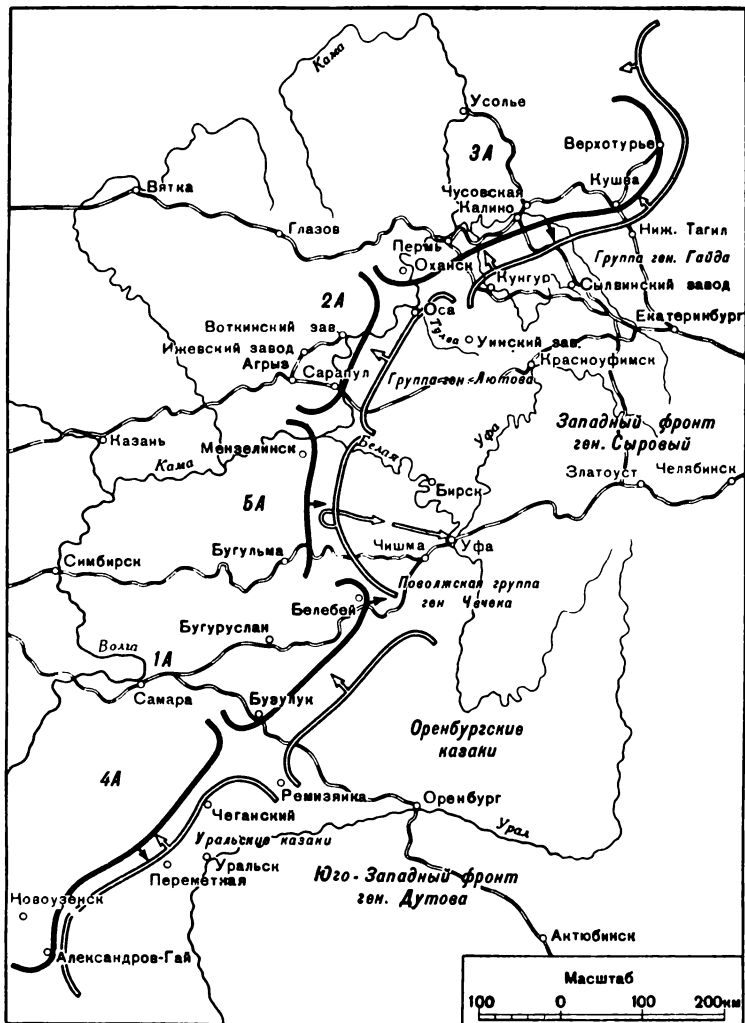 Кама
Усолье
3А
Верхотурье
Вятка
Чусовская
Кушва
Калино
Глазов
Пермь
Ниж. Тагил
Оханск
Группа ген. Гайда
Кунгур
Сылвинский завод
2А
Оса
Екатеринбург
Тулва
Воткинский зав.
Уинский зав.
Ижевский завод
Красноуфимск
Агрыз
Сарапул
Группа ген. Лютова
Западный фронт
ген. Сыровый
Казань
Мензелинск
Белая
Уфа
Кама
Златоуст
Челябинск
Бирск
5А
Чишма
Уфа
Симбирск
Бугульма
Поволжская группа
ген Чечека
Белебей
Бугуруслан
Волга
1А
Самара
Бузулук
Оренбургские
казаки
4А
Ремизянка
Оренбург
Чеганский
Урал
Уральские казаки
Уральск
Переметная
Юго-Западный фронт
ген. Дутова
Новоузенск
Антюбинск
Александров-Гай
Масштаб
100 0 100 200км